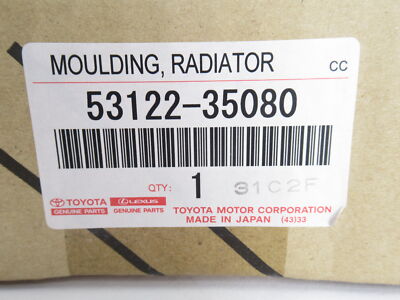 MOULDING, RADIATOR CC
53122-35080
QTY: 1 31C2F
TOYOTA LEXUS
GENUINE PARTS GENUINE PARTS
TOYOTA MOTOR CORPORATION
MADE IN JAPAN (43)33